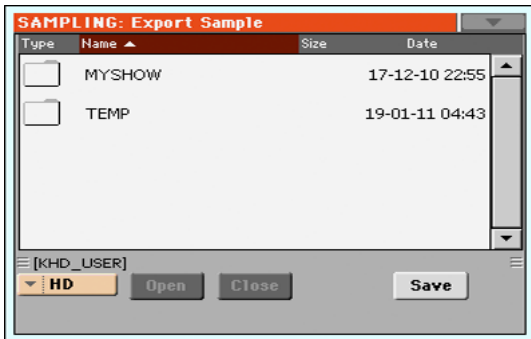 SAMPLING: Export Sample
Type Name Size Date
MYSHOW 17-12-10 22:55
TEMP 19-01-11 04:43
[KHD_USER]
HD Open Close Save